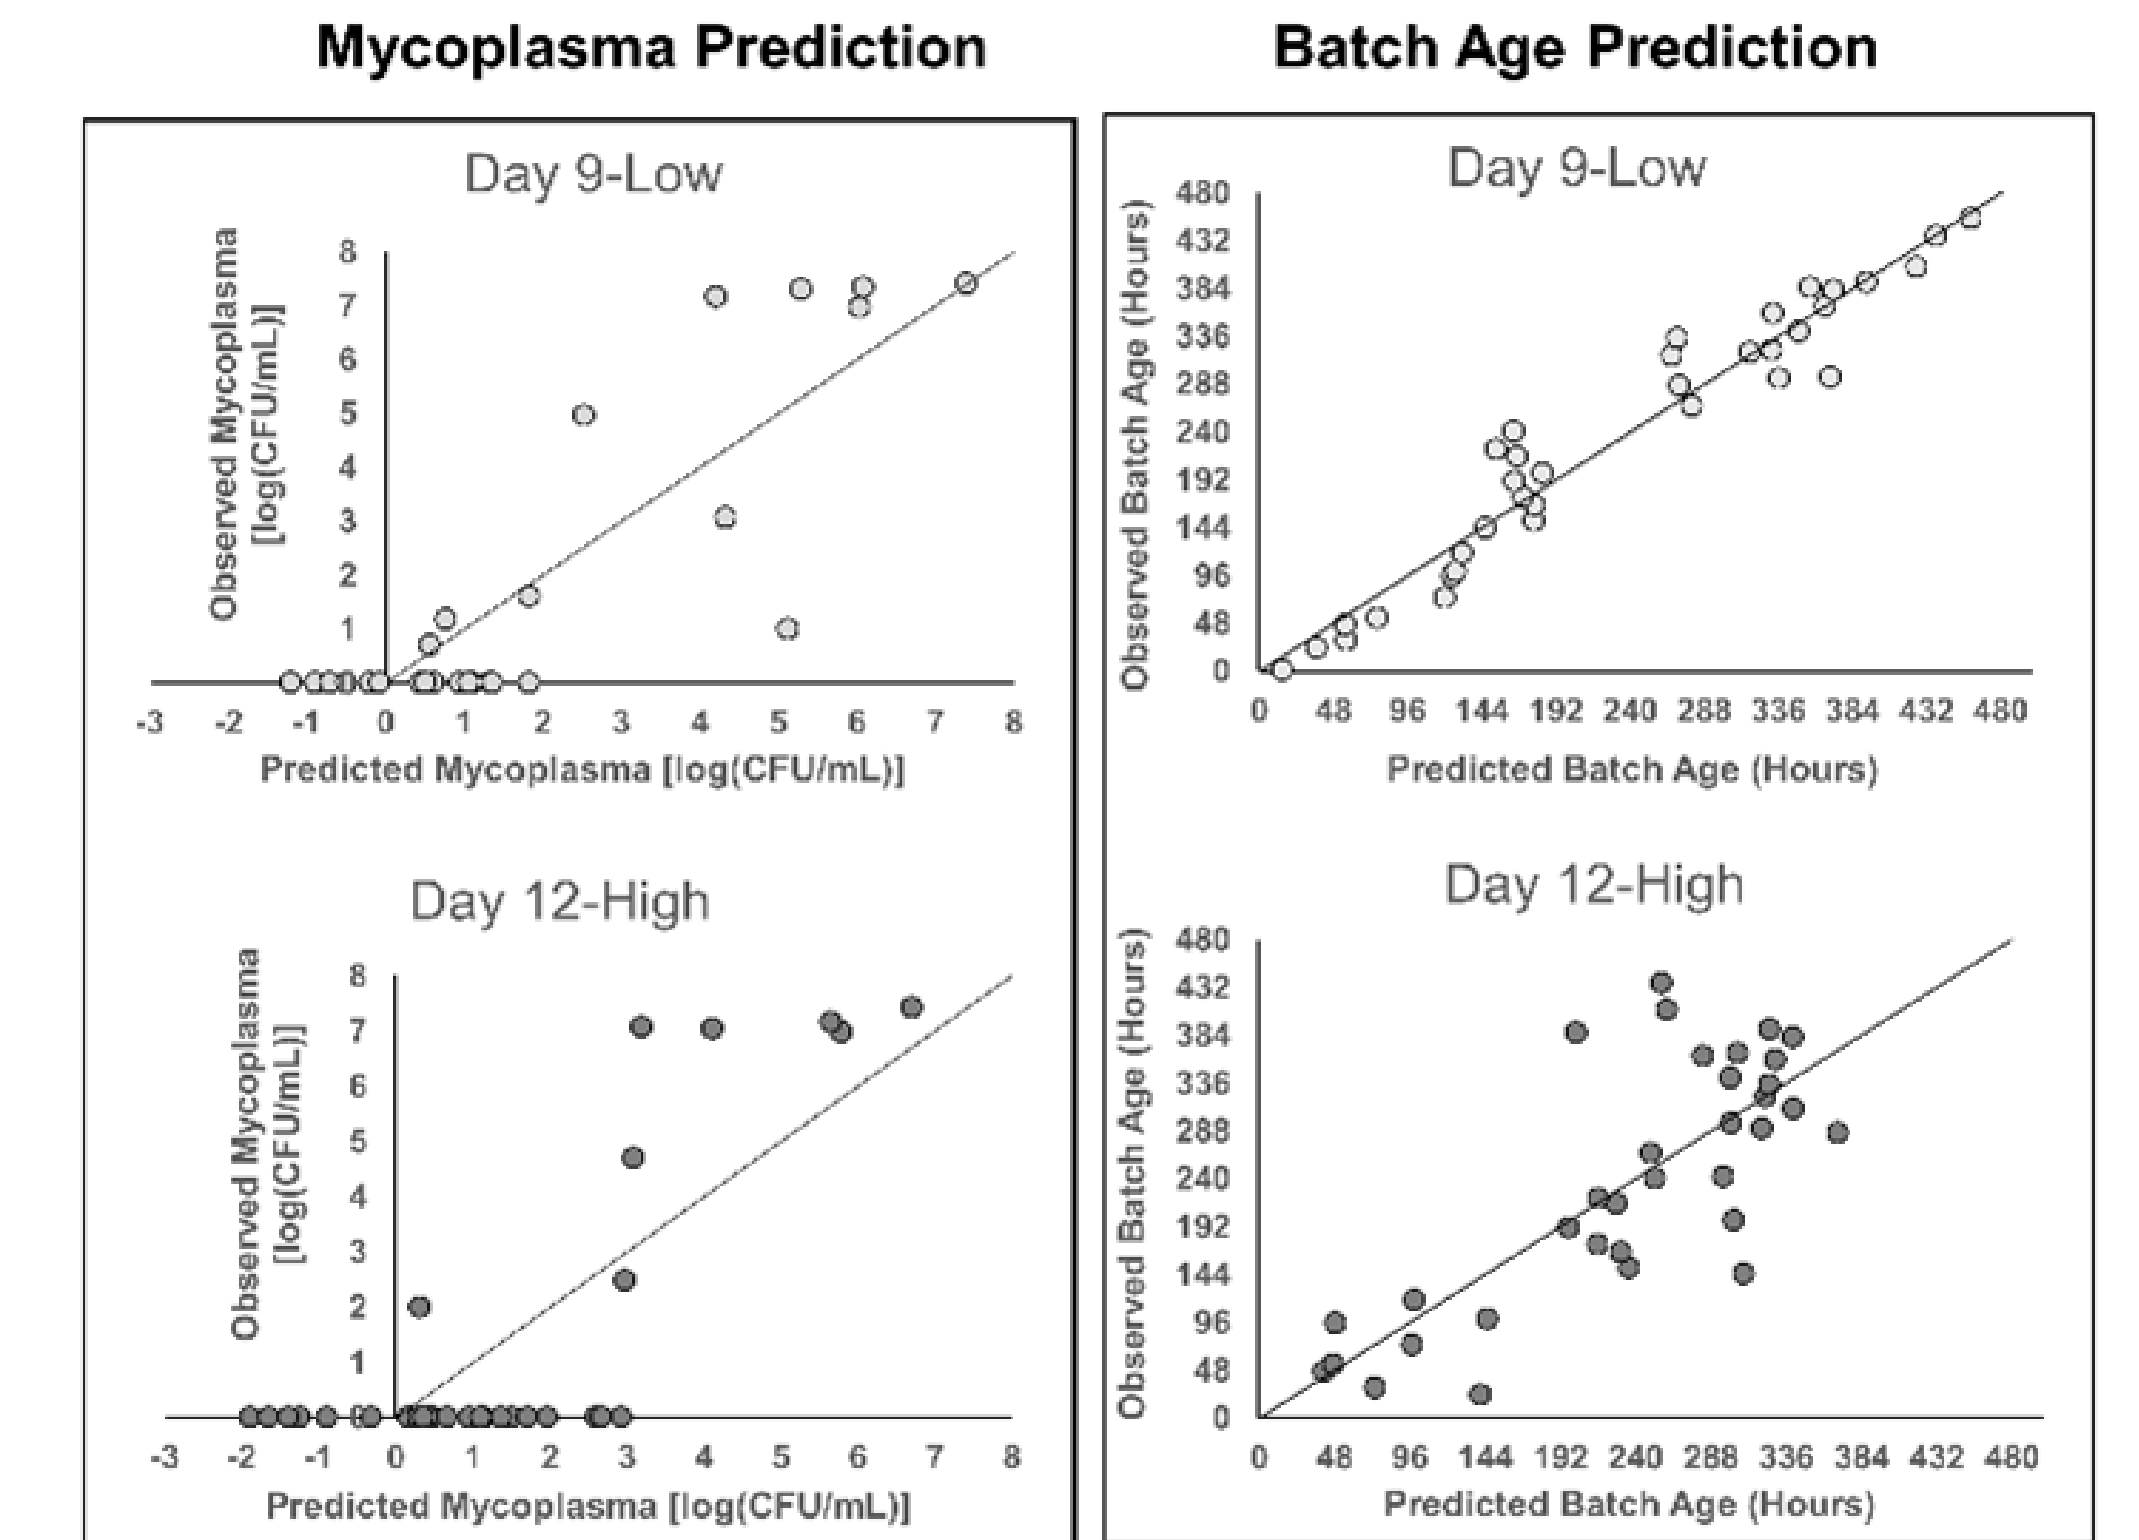 Mycoplasma Prediction
Batch Age Prediction
Day 9-Low
Observed Mycoplasma
[log(CFU/mL)]
8
7
6
5
4
3
2
1
-3 -2 -1 0 1 2 3 4 5 6 7 8
Predicted Mycoplasma [log(CFU/mL)]
Day 9-Low
Observed Batch Age (Hours)
480
432
384
336
288
240
192
144
96
48
0
0 48 96 144 192 240 288 336 384 432 480
Predicted Batch Age (Hours)
Day 12-High
Observed Mycoplasma
[log(CFU/mL)]
8
7
6
5
4
3
2
1
-3 -2 -1 0 1 2 3 4 5 6 7 8
Predicted Mycoplasma [log(CFU/mL)]
Day 12-High
Observed Batch Age (Hours)
480
432
384
336
288
240
192
144
96
48
0
0 48 96 144 192 240 288 336 384 432 480
Predicted Batch Age (Hours)